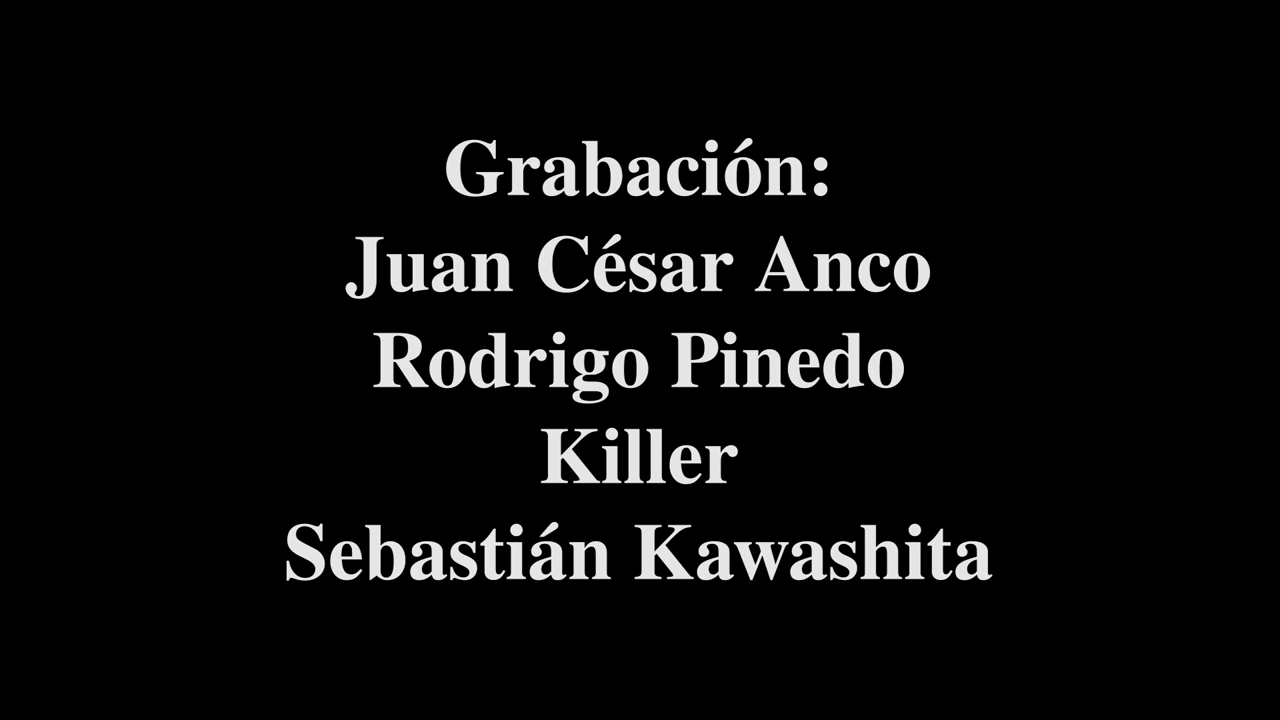 Grabación:
Juan César Anco
Rodrigo Pinedo
Killer
Sebastián Kawashita